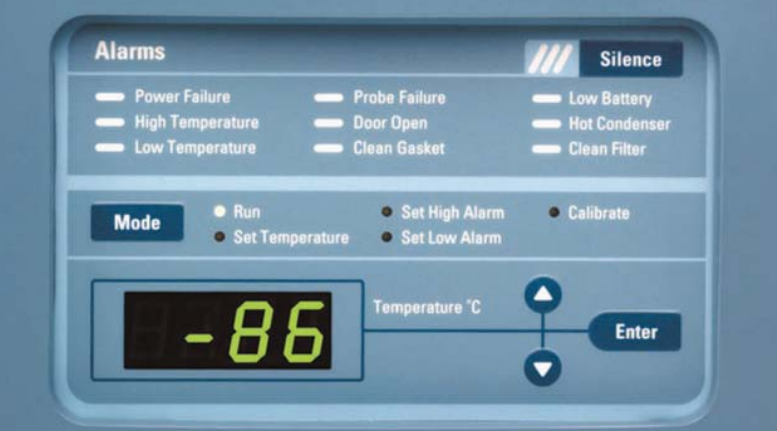 Alarms
Silence
Power Failure Probe Failure Low Battery
High Temperature Door Open Hot Condenser
Low Temperature Clean Gasket Clean Filter
Mode
Run Set High Alarm Calibrate
Set Temperature Set Low Alarm
-86
Temperature °C
Enter